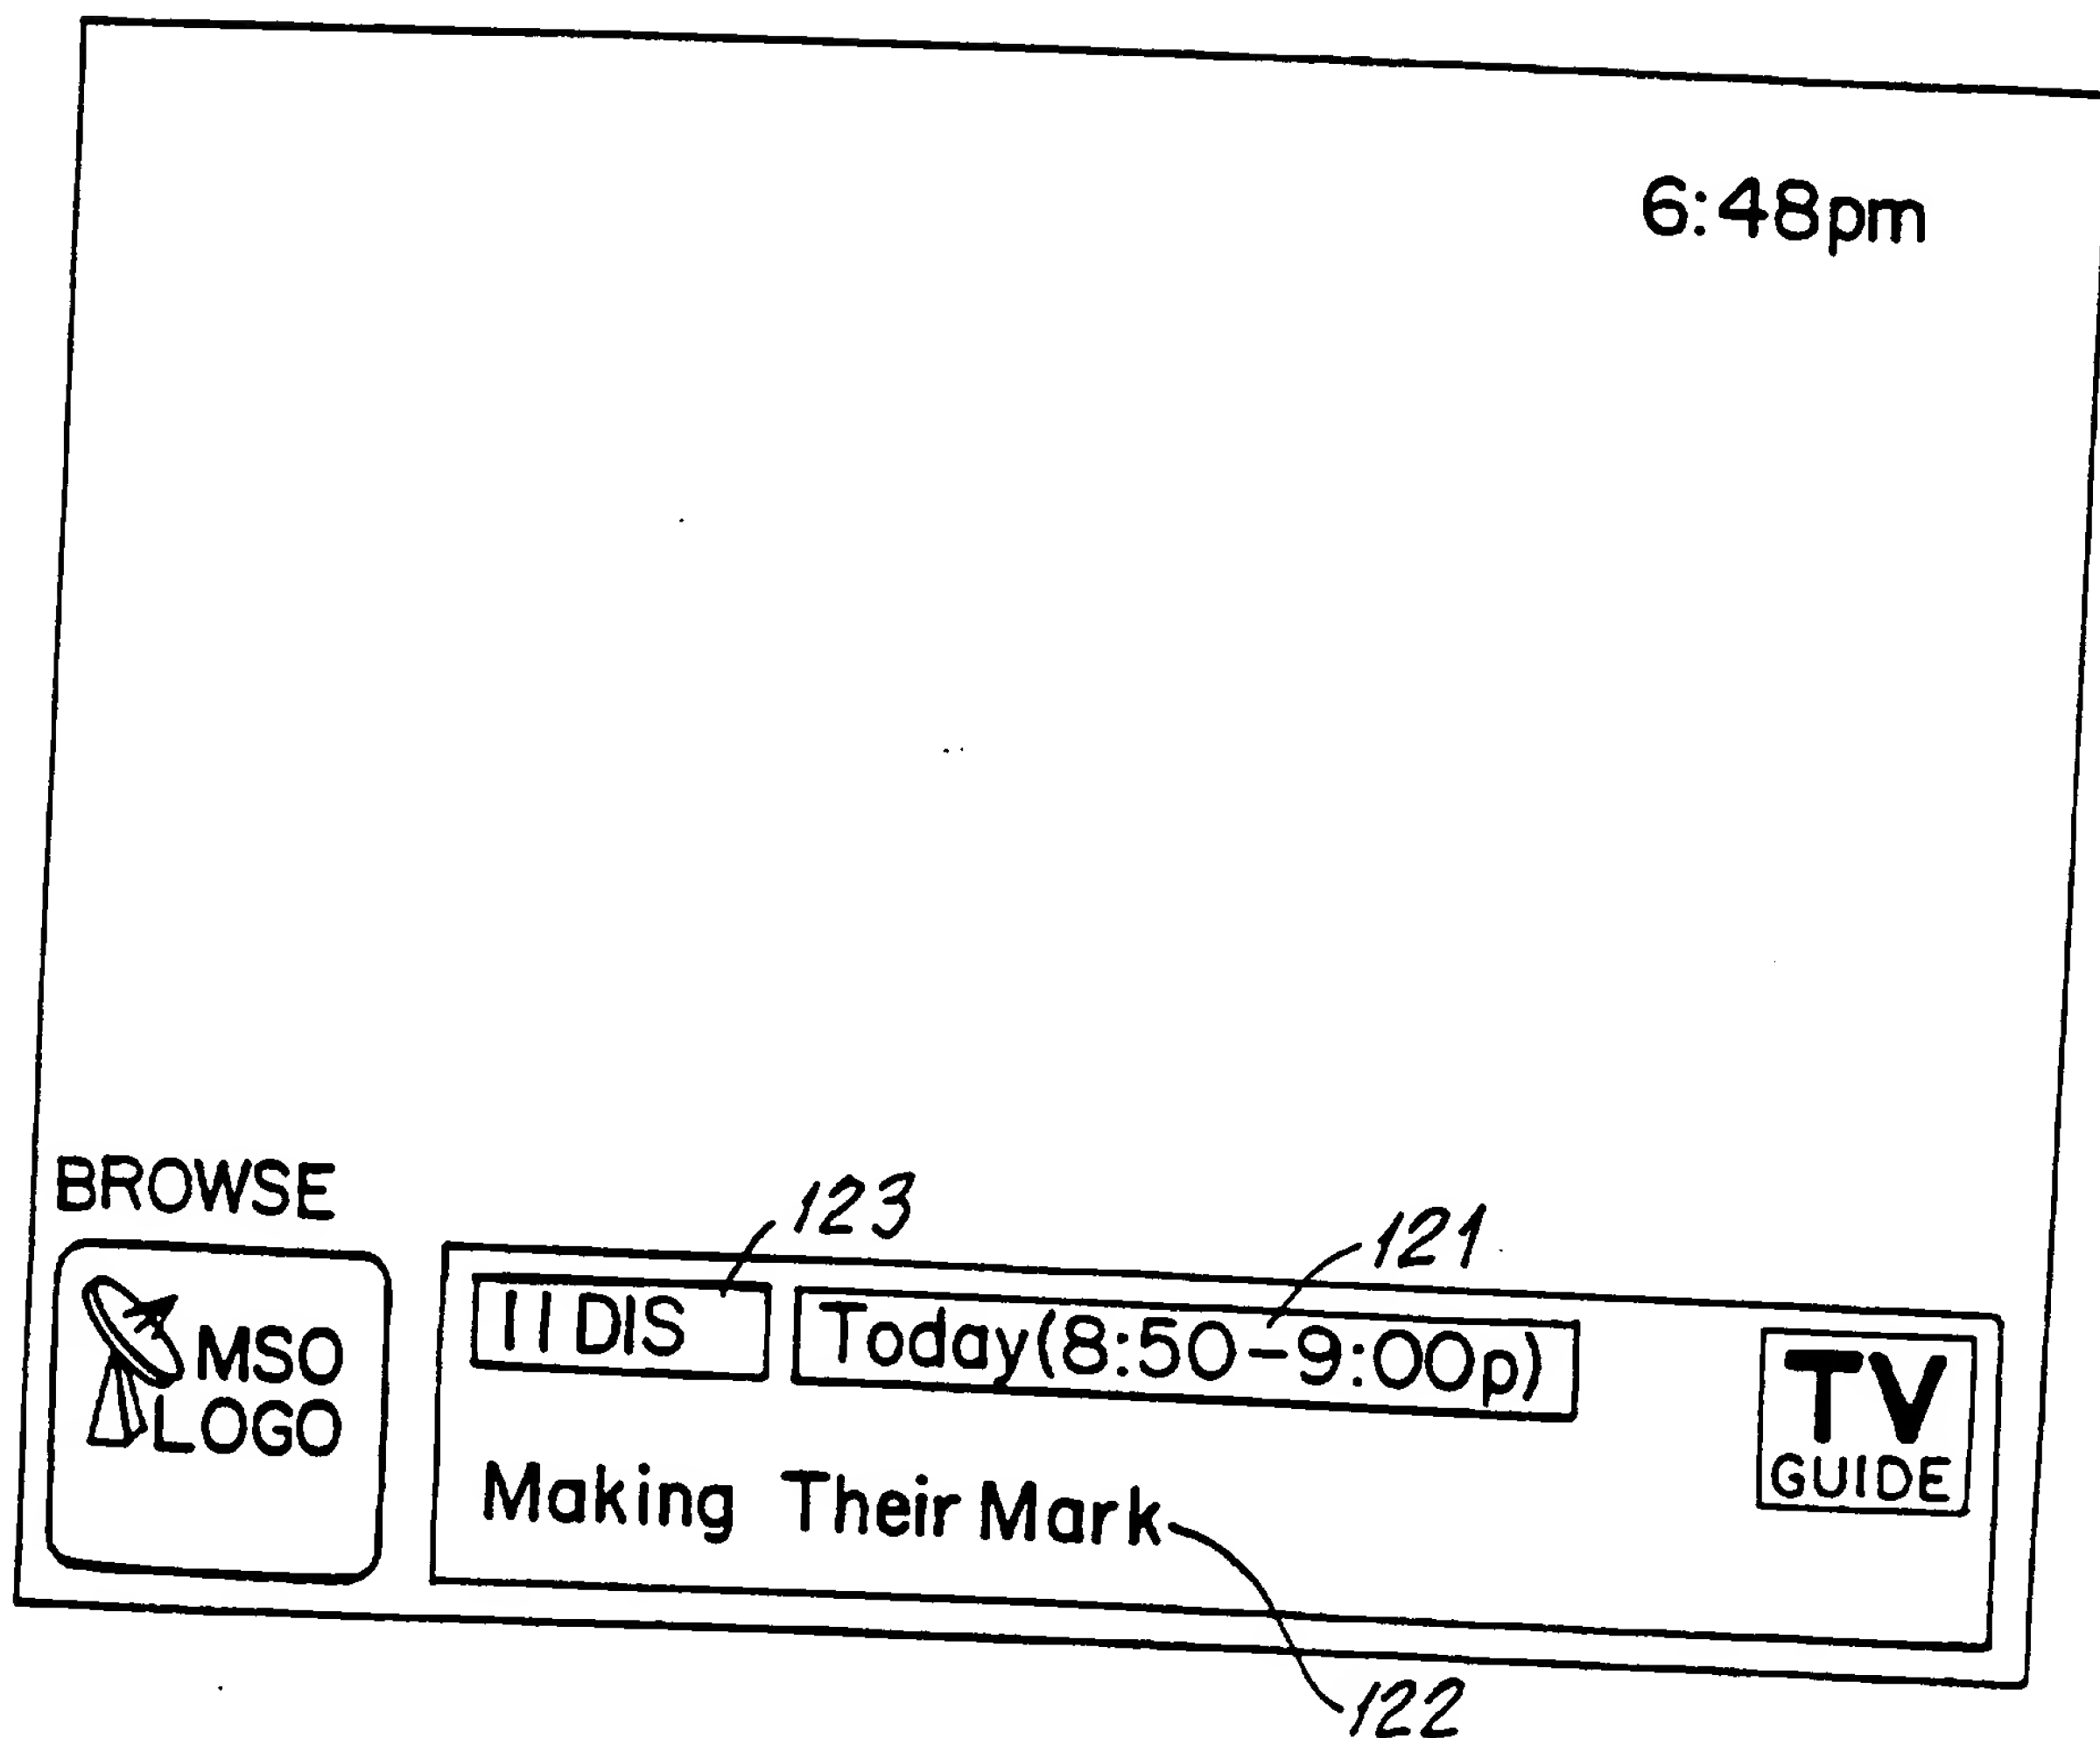 6:48pm
BROWSE
123
121
11 DIS
Today(8:50-9:00p)
MSO
LOGO
TV
GUIDE
Making Their Mark
122